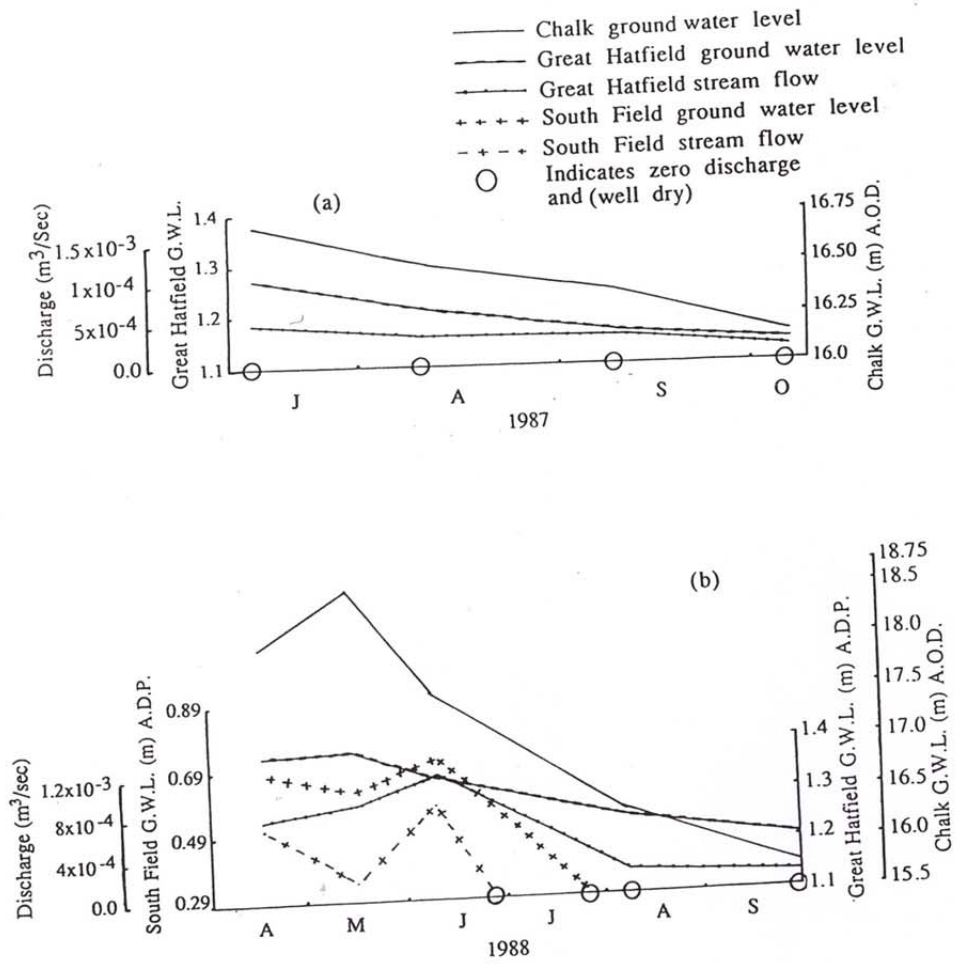 Chalk ground water level
Great Hatfield ground water level
Great Hatfield stream flow
South Field ground water level
South Field stream flow
Indicates zero discharge
and (well dry)
(a)
Discharge (m³/Sec)
1.5x10⁻³
1x10⁻⁴
5x10⁻⁴
0.0
Great Hatfield G.W.L.
1.4
1.3
1.2
1.1
16.75
16.50
16.25
16.0
Chalk G.W.L. (m) A.O.D.
J
A
S
O
1987
(b)
Discharge (m³/sec)
1.2x10⁻³
8x10⁻⁴
4x10⁻⁴
0.0
South Field G.W.L. (m) A.D.P.
0.89
0.69
0.49
0.29
Great Hatfield G.W.L. (m) A.D.P.
1.4
1.3
1.2
1.1
Chalk G.W.L. (m) A.O.D.
18.75
18.5
18.0
17.5
17.0
16.5
16.0
15.5
A
M
J
J
A
S
1988